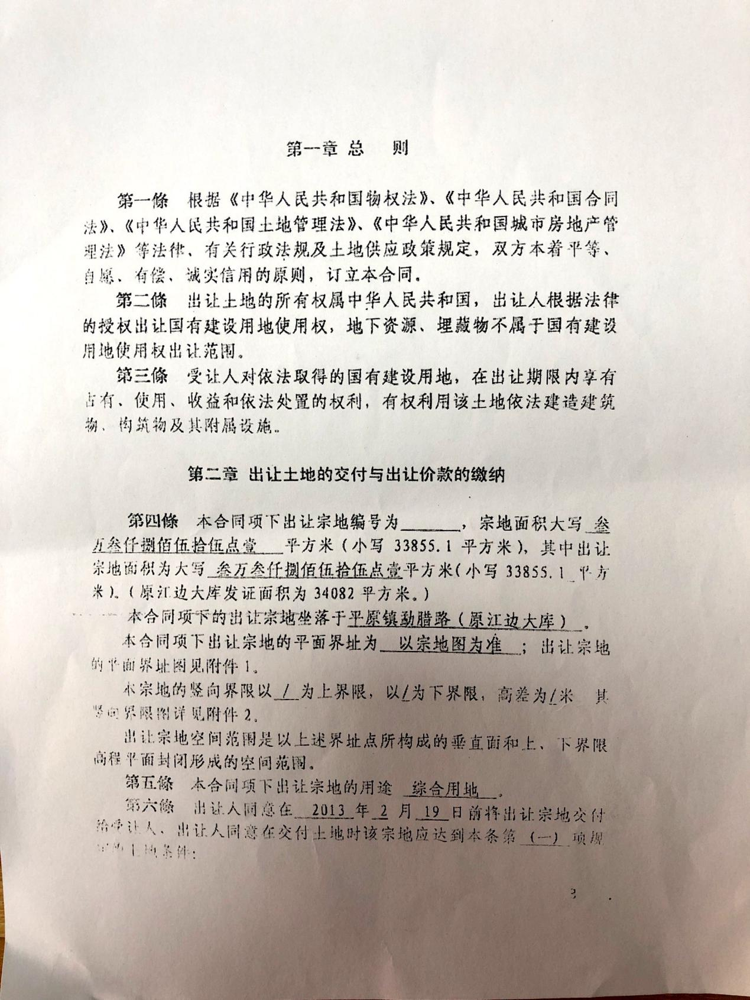 第一章 总 则
第一條 根据《中华人民共和国物权法》、《中华人民共和国合同
法》、《中华人民共和国土地管理法》、《中华人民共和国城市房地产管
理法》等法律、有关行政法规及土地供应政策规定，双方本着平等、
自愿、有偿、诚实信用的原则，订立本合同。
第二條 出让土地的所有权属中华人民共和国，出让人根据法律
的授权出让国有建设用地使用权，地下资源、埋藏物不属于国有建设
用地使用权出让范围。
第三條 受让人对依法取得的国有建设用地，在出让期限内享有
占有、使用、收益和依法处置的权利，有权利用该土地依法建造建筑
物、构筑物及其附属设施。
第二章 出让土地的交付与出让价款的缴纳
第四條 本合同项下出让宗地编号为______，宗地面积大写 叁
万叁仟捌佰伍拾伍点壹 平方米（小写 33855.1 平方米），其中出让
宗地面积为大写 叁万叁仟捌佰伍拾伍点壹平方米（小写 33855.1 平方
米）。（原江边大库发证面积为 34082 平方米。）
本合同项下的出让宗地坐落于平原镇勐腊路（原江边大库） 。
本合同项下出让宗地的平面界址为 以宗地图为准 ；出让宗地
的平面界址图见附件1。
本宗地的竖向界限以 / 为上界限，以/为下界限，高差为/米 其
竖向界限图详见附件2。
出让宗地空间范围是以上述界址点所构成的垂直面和上、下界限
高程平面封闭形成的空间范围。
第五條 本合同项下出让宗地的用途 综合用地 。
第六條 出让人同意在 2013 年 2 月 19 日前将出让宗地交付
给受让人，出让人同意在交付土地时该宗地应达到本条第 （一） 项规
定的土地条件：
3